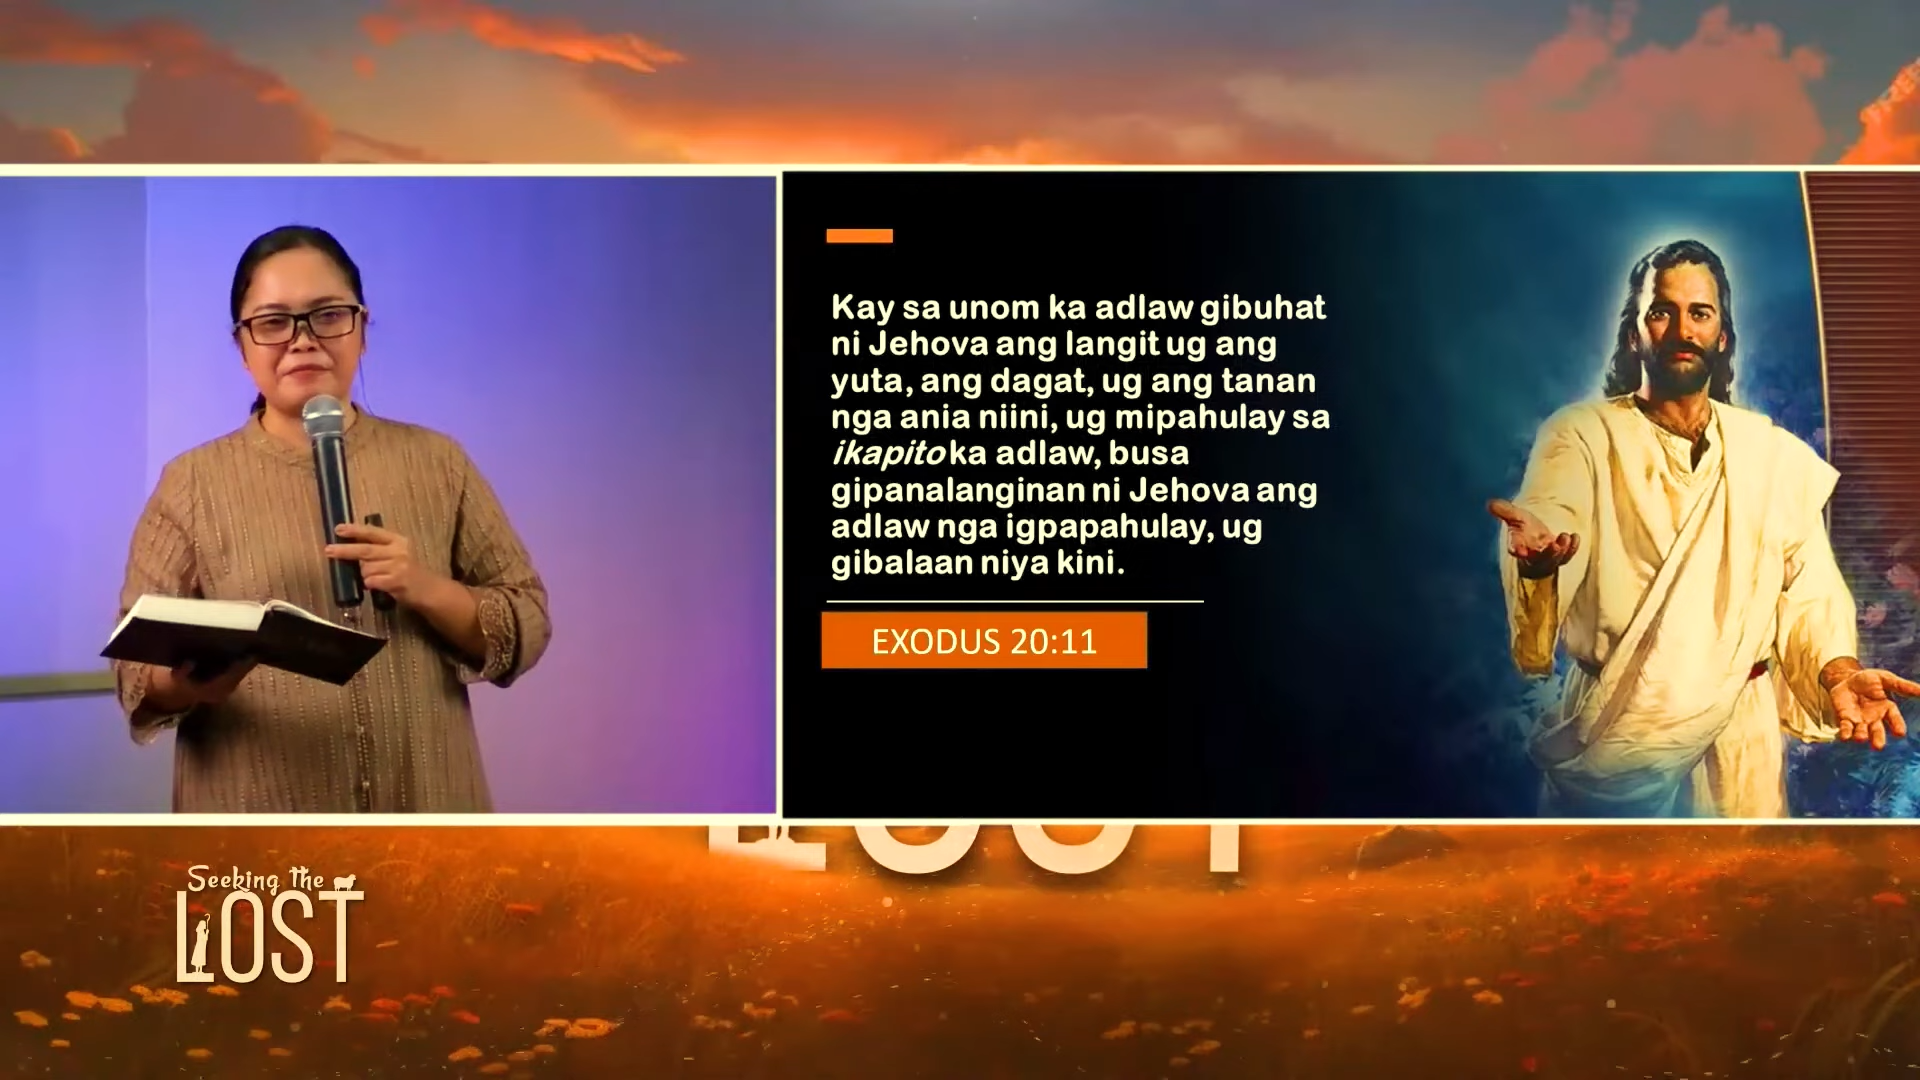 Kay sa unom ka adlaw gibuhat
ni Jehova ang langit ug ang
yuta, ang dagat, ug ang tanan
nga ania niini, ug mipahulay sa
ikapito ka adlaw, busa
gipanalanginan ni Jehova ang
adlaw nga igpapahulay, ug
gibalaan niya kini.
EXODUS 20:11
LOST
Seeking the
LOST